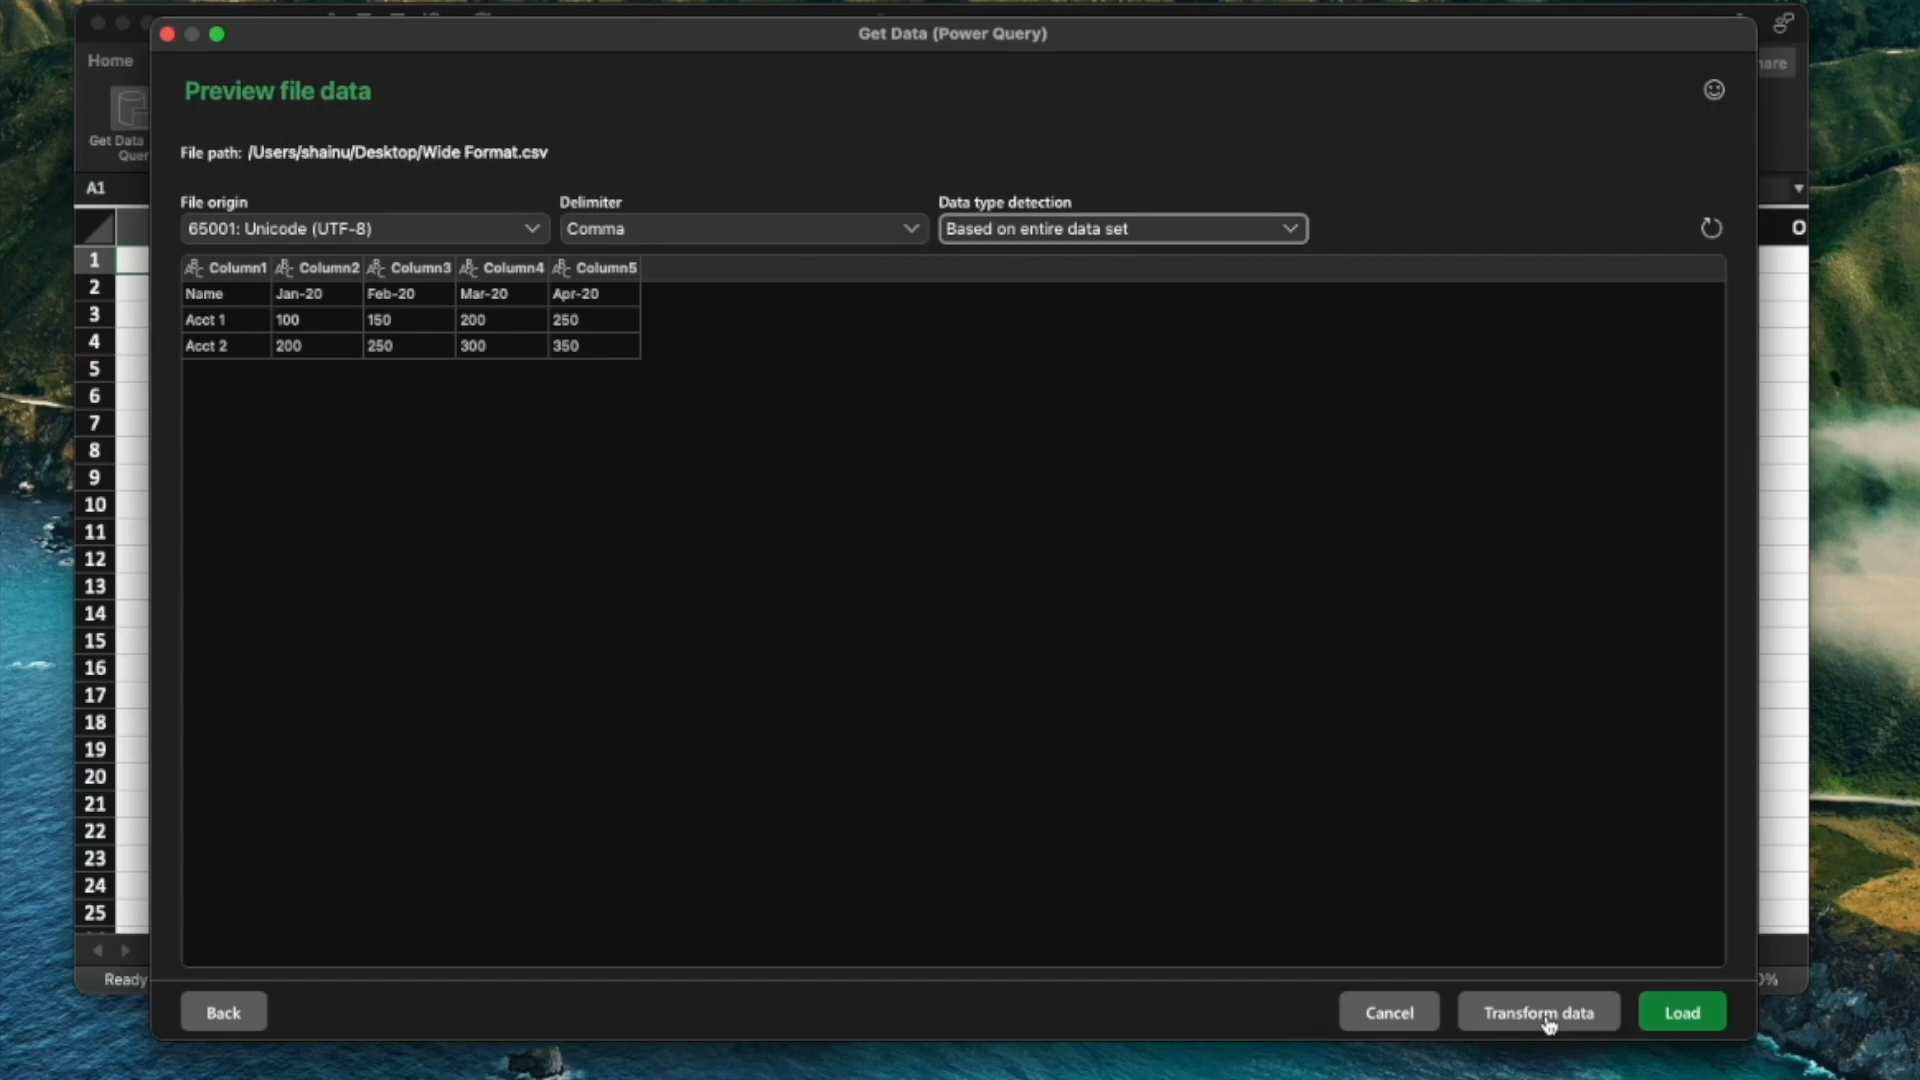 Get Data (Power Query)
Home
Share
Preview file data
Get Data
Quer
File path: /Users/shainu/Desktop/Wide Format.csv
A1
File origin
Delimiter
Data type detection
65001: Unicode (UTF-8)
Comma
Based on entire data set
O
Column1 Column2 Column3 Column4 Column5
Name Jan-20 Feb-20 Mar-20 Apr-20
Acct 1 100 150 200 250
Acct 2 200 250 300 350
1
2
3
4
5
6
7
8
9
10
11
12
13
14
15
16
17
18
19
20
21
22
23
24
25
Ready
Back
Cancel
Transform data
Load